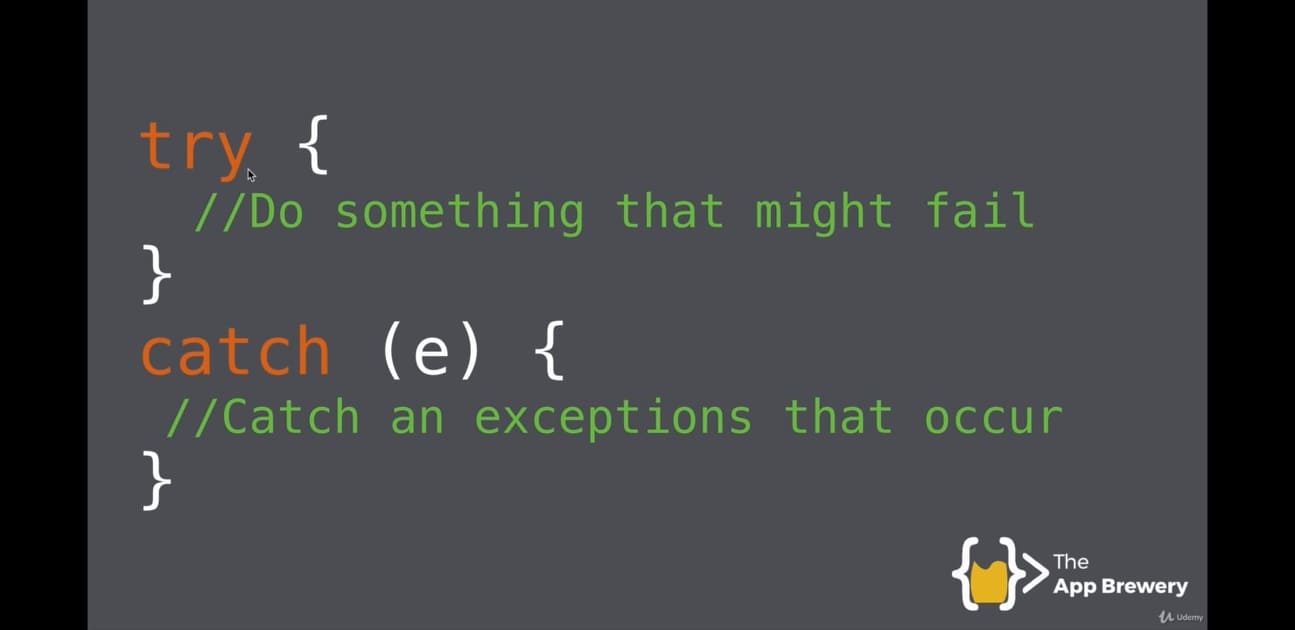 try {
//Do something that might fail
}
catch (e) {
//Catch an exceptions that occur
}
The
App Brewery
Udemy